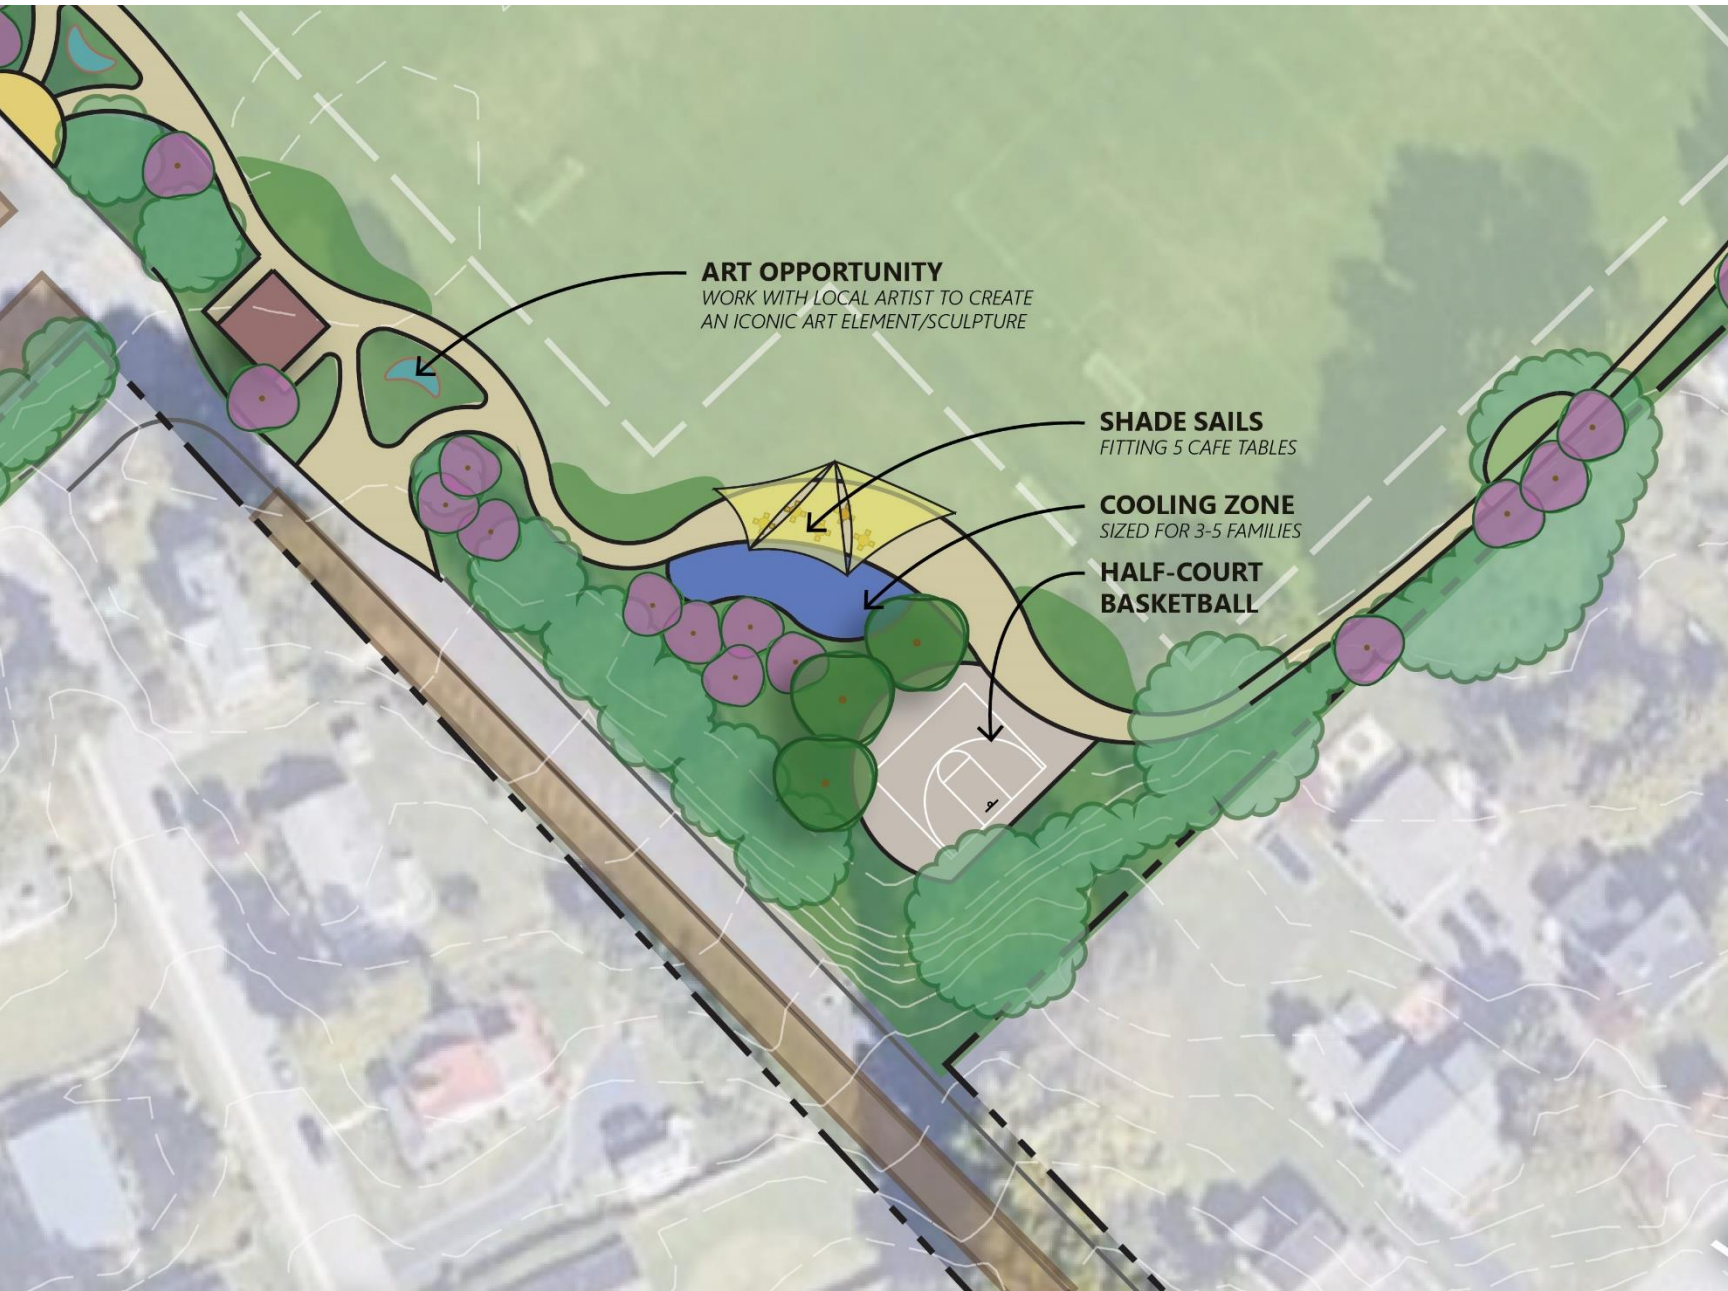 ART OPPORTUNITY
WORK WITH LOCAL ARTIST TO CREATE
AN ICONIC ART ELEMENT/SCULPTURE
SHADE SAILS
FITTING 5 CAFE TABLES
COOLING ZONE
SIZED FOR 3-5 FAMILIES
HALF-COURT
BASKETBALL